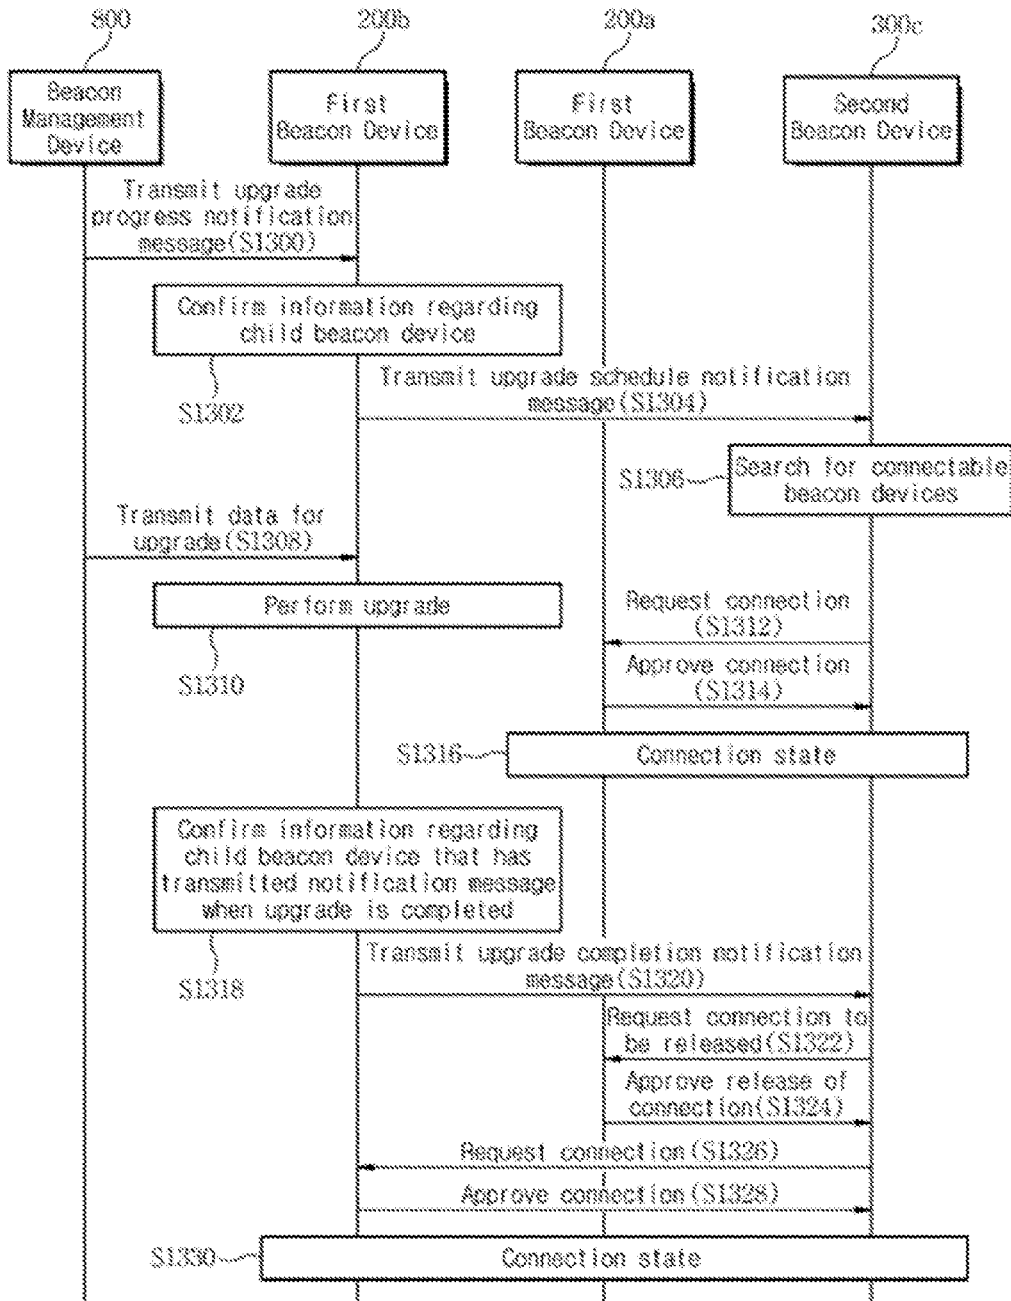 800
200b
200a
300c
Beacon
Management
Device
First
Beacon Device
First
Beacon Device
Second
Beacon Device
Transmit upgrade
progress notification
message(S1300)
Confirm information regarding
child beacon device
S1302
Transmit upgrade schedule notification
message(S1304)
S1306
Search for connectable
beacon devices
Transmit data for
upgrade(S1308)
Perform upgrade
S1310
Request connection
(S1312)
Approve connection
(S1314)
S1316
Connection state
Confirm information regarding
child beacon device that has
transmitted notification message
when upgrade is completed
S1318
Transmit upgrade completion notification
message(S1320)
Request connection to
be released(S1322)
Approve release of
connection(S1324)
Request connection(S1326)
Approve connection(S1328)
S1330
Connection state